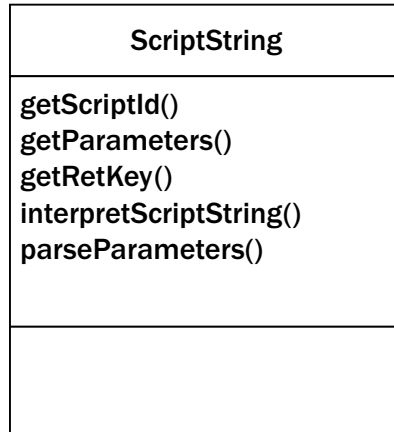 ScriptString
getScriptId()
getParameters()
getRetKey()
interpretScriptString()
parseParameters()